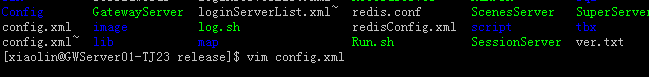 Config GatewayServer loginServerList.xml~ redis.conf ScenesServer SuperServer
config.xml image log.sh redisConfig.xml script tbz
config.xml~ lib map Run.sh SessionServer ver.txt
[xiaolin@GWServer01-TJ23 release]$ vim config.xml